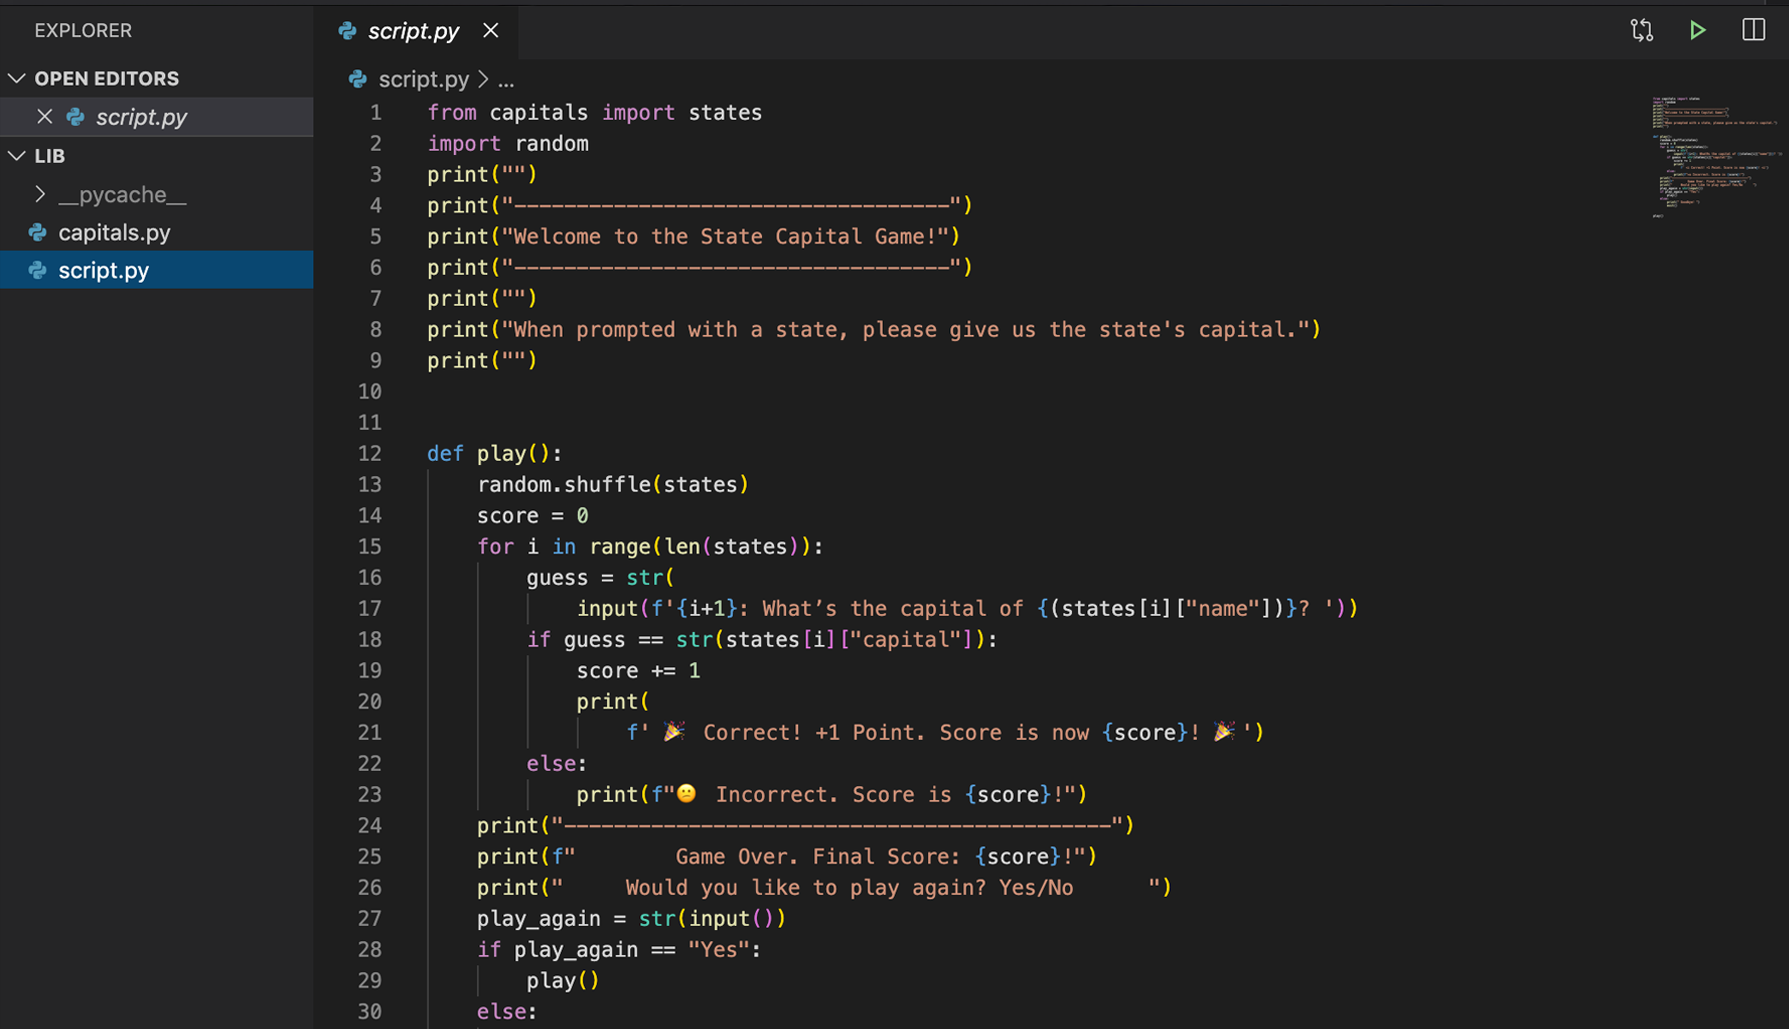 EXPLORER
OPEN EDITORS
script.py
LIB
__pycache__
capitals.py
script.py
script.py
script.py > ...
1 from capitals import states
2 import random
3 print("")
4 print("-----------------------------------")
5 print("Welcome to the State Capital Game!")
6 print("-----------------------------------")
7 print("")
8 print("When prompted with a state, please give us the state's capital.")
9 print("")
10
11
12 def play():
13     random.shuffle(states)
14     score = 0
15     for i in range(len(states)):
16         guess = str(
17             input(f'{i+1}: What’s the capital of {(states[i]["name"])}? '))
18         if guess == str(states[i]["capital"]):
19             score += 1
20             print(
21                 f' 🎉 Correct! +1 Point. Score is now {score}! 🎉 ')
22         else:
23             print(f"😕 Incorrect. Score is {score}!")
24     print("--------------------------------------------")
25     print(f"        Game Over. Final Score: {score}!")
26     print("     Would you like to play again? Yes/No      ")
27     play_again = str(input())
28     if play_again == "Yes":
29         play()
30     else: